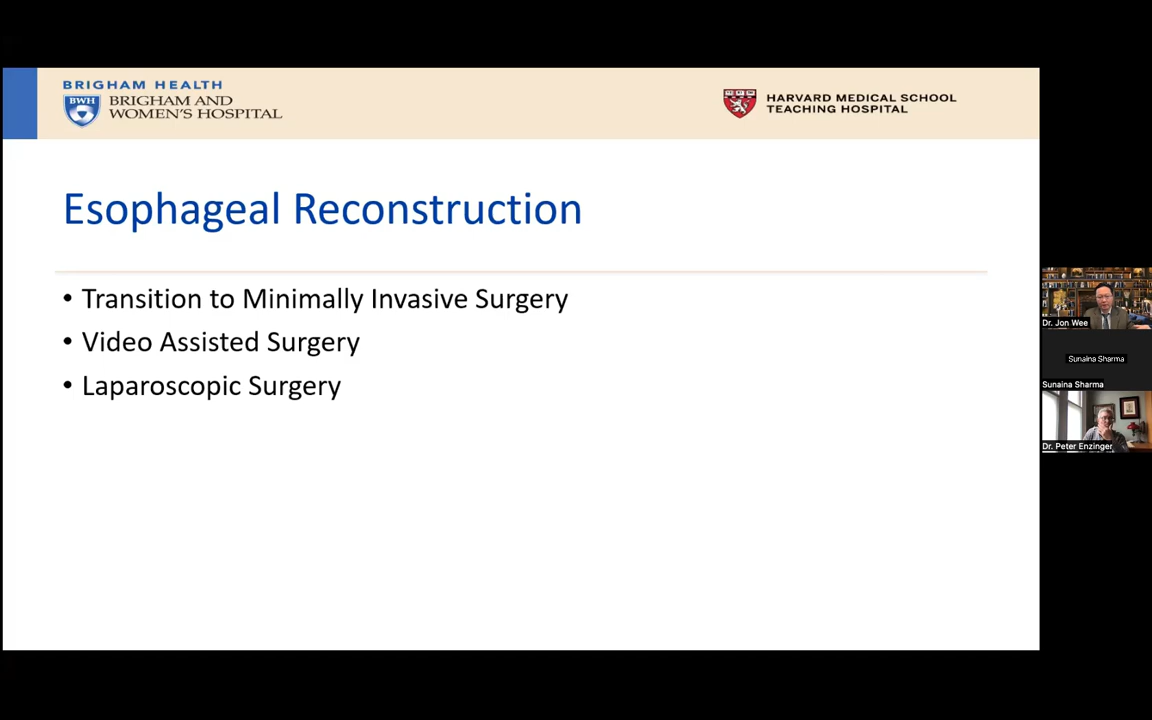 BRIGHAM HEALTH
BWH
BRIGHAM AND
WOMEN'S HOSPITAL
HARVARD MEDICAL SCHOOL
TEACHING HOSPITAL
Esophageal Reconstruction
• Transition to Minimally Invasive Surgery
• Video Assisted Surgery
• Laparoscopic Surgery
Dr. Jon Wee
Sunaina Sharma
Sunaina Sharma
Dr. Peter Enzinger